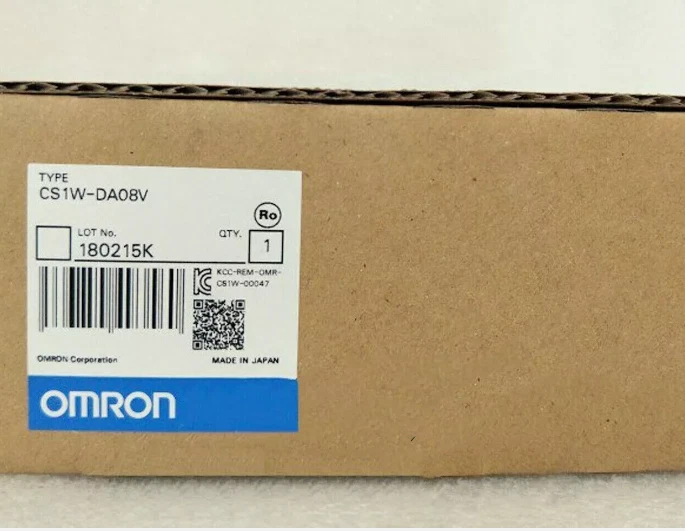 TYPE
CS1W-DA08V
Ro
LOT No.
180215K
QTY.
1
KCC-REM-OMR-
CS1W-00047
OMRON Corporation
MADE IN JAPAN
OMRON